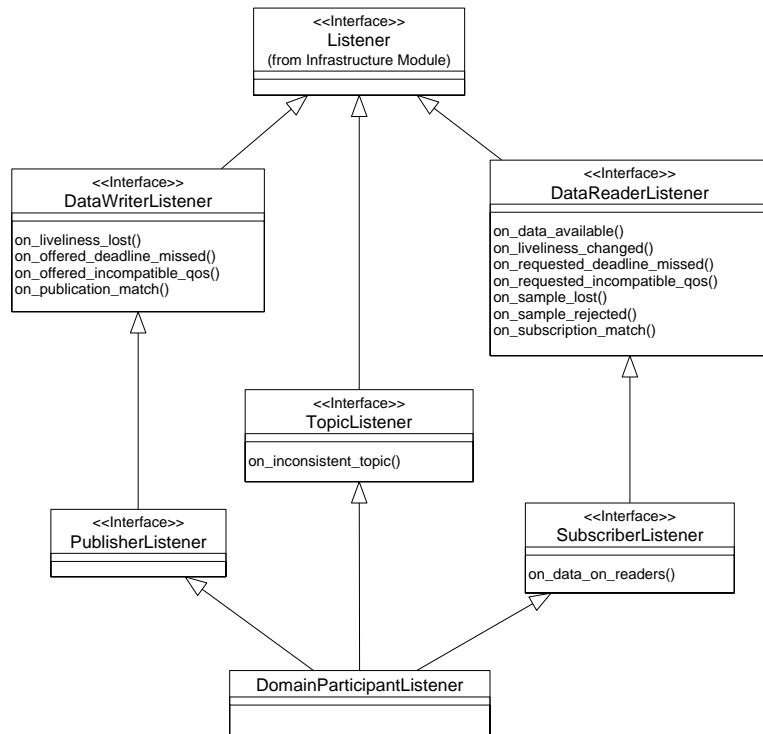 <<Interface>>
Listener
(from Infrastructure Module)
<<Interface>>
DataWriterListener
on_liveliness_lost()
on_offered_deadline_missed()
on_offered_incompatible_qos()
on_publication_match()
<<Interface>>
DataReaderListener
on_data_available()
on_liveliness_changed()
on_requested_deadline_missed()
on_requested_incompatible_qos()
on_sample_lost()
on_sample_rejected()
on_subscription_match()
<<Interface>>
TopicListener
on_inconsistent_topic()
<<Interface>>
PublisherListener
<<Interface>>
SubscriberListener
on_data_on_readers()
DomainParticipantListener